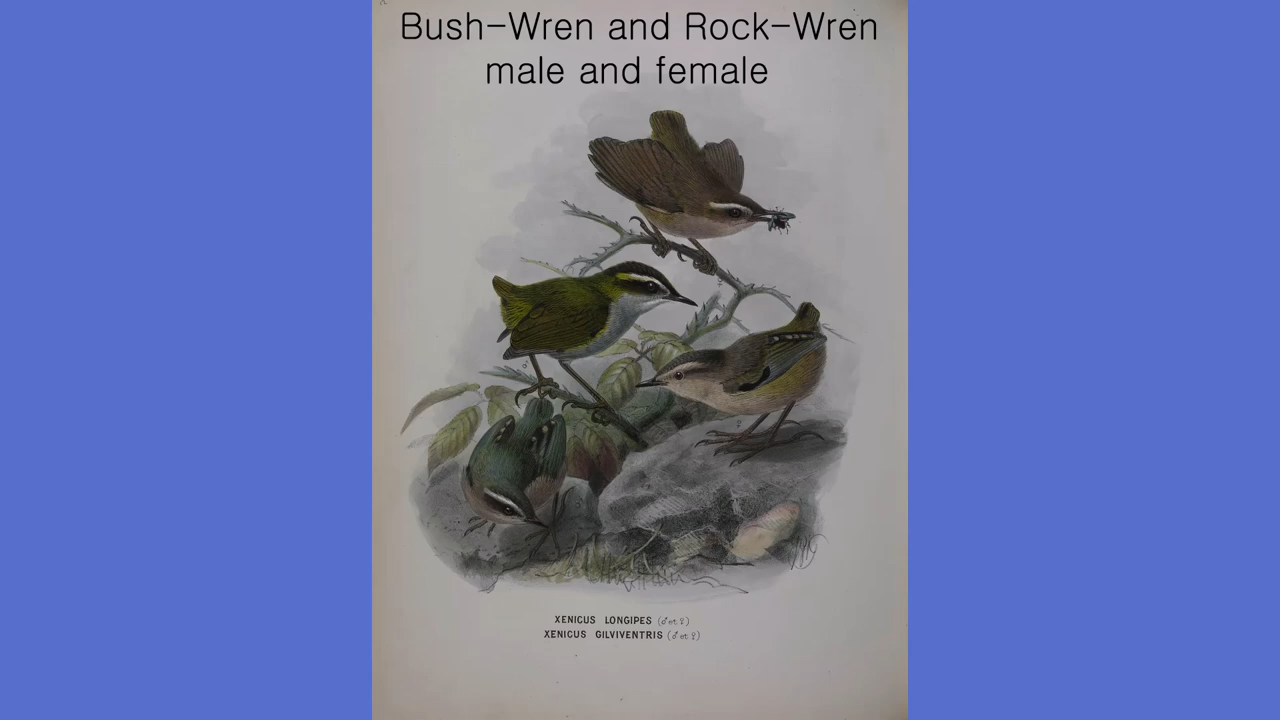 Bush-Wren and Rock-Wren
male and female
XENICUS LONGIPES (♂ et ♀)
XENICUS GILVIVENTRIS (♂ et ♀)